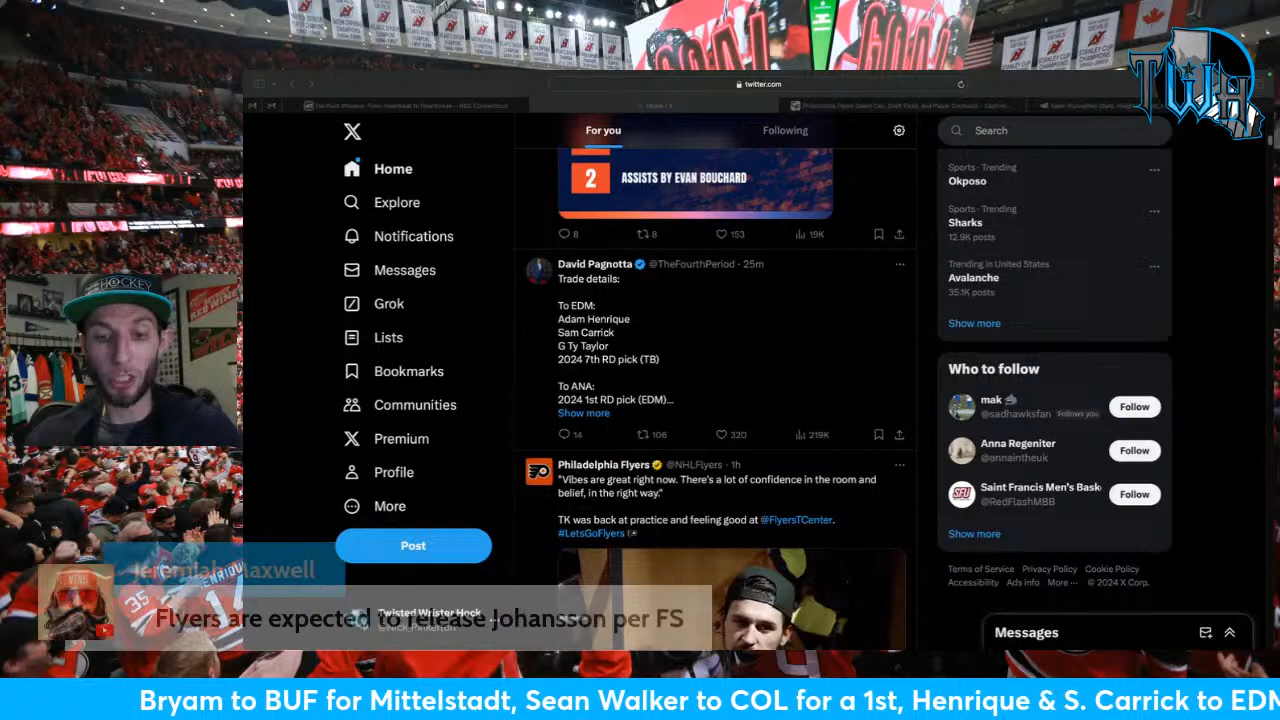 GOAL
GOAL
TWH
twitter.com
Home / X
For you
Following
Search
Home
Explore
Notifications
Messages
Grok
Lists
Bookmarks
Communities
Premium
Profile
More
Post
Twisted Wrister Hock
2 ASSISTS BY EVAN BOUCHARD
8 8 153 19K
David Pagnotta @TheFourthPeriod · 25m
Trade details:
To EDM:
Adam Henrique
Sam Carrick
G Ty Taylor
2024 7th RD pick (TB)
To ANA:
2024 1st RD pick (EDM)...
Show more
14 106 320 219K
Philadelphia Flyers @NHLFlyers · 1h
"Vibes are great right now. There's a lot of confidence in the room and
belief, in the right way."
TK was back at practice and feeling good at @FlyersTCenter.
#LetsGoFlyers
Sports · Trending
Okposo
Sports · Trending
Sharks
12.9K posts
Trending in United States
Avalanche
35.1K posts
Show more
Who to follow
mak
@sadhawksfan Follows you
Follow
Anna Regeniter
@annaintheuk
Follow
Saint Francis Men's Bask
@RedFlashMBB
Follow
Show more
Terms of Service Privacy Policy Cookie Policy
Accessibility Ads info More ··· © 2024 X Corp.
Messages
HOCKEY
Jeremiah Maxwell
Flyers are expected to release Johansson per FS
Bryam to BUF for Mittelstadt, Sean Walker to COL for a 1st, Henrique & S. Carrick to EDM